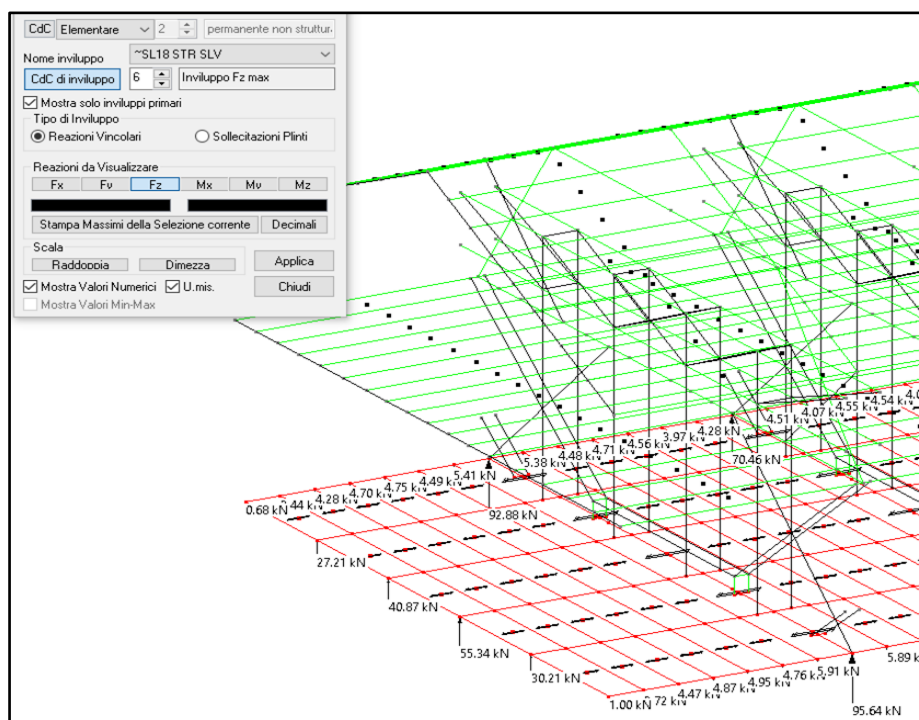 CdC Elementare 2 permanente non struttur.
Nome inviluppo ~SL18 STR SLV
CdC di inviluppo 6 Inviluppo Fz max
Mostra solo inviluppi primari
Tipo di Inviluppo
Reazioni Vincolari Sollecitazioni Plinti
Reazioni da Visualizzare
Fx Fy Fz Mx My Mz
Stampa Massimi della Selezione corrente Decimali
Scala
Raddoppia Dimezza Applica
Mostra Valori Numerici U.mis. Chiudi
Mostra Valori Min-Max
4.51 kN 4.07 kN 4.55 kN 4.54 kN
5.38 kN 4.48 kN 4.71 kN 4.56 kN 3.97 kN 4.28 kN
70.46 kN
0.68 kN 4.28 kN 4.70 kN 4.75 kN 4.49 kN 5.41 kN
92.88 kN
27.21 kN
40.87 kN
55.34 kN
30.21 kN
1.00 kN 4.47 kN 4.87 kN 4.95 kN 4.76 kN 5.91 kN 5.89 k
95.64 kN